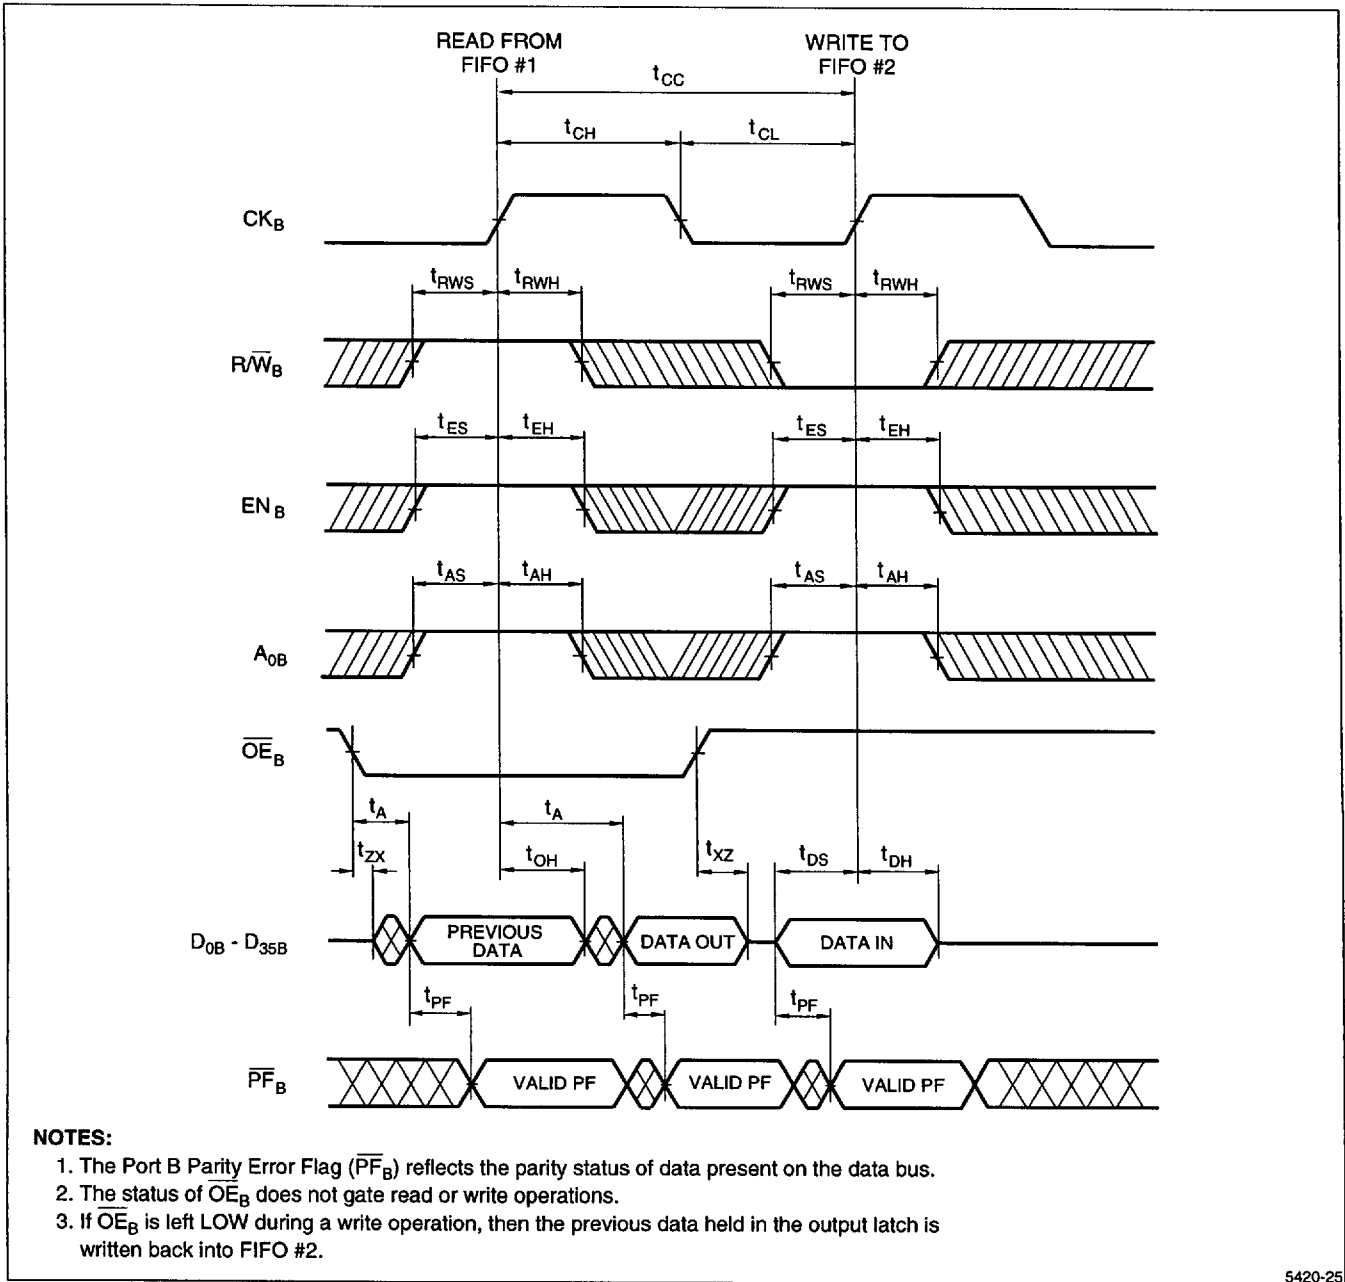 READ FROM
FIFO #1
WRITE TO
FIFO #2
tCC
tCH
tCL
CKB
tRWS
tRWH
tRWS
tRWH
R/W̅B
tES
tEH
tES
tEH
ENB
tAS
tAH
tAS
tAH
A0B
O̅E̅B
tA
tA
tZX
tOH
tXZ
tDS
tDH
D0B - D35B
PREVIOUS
DATA
DATA OUT
DATA IN
tPF
tPF
tPF
P̅F̅B
VALID PF
VALID PF
VALID PF
NOTES:
1. The Port B Parity Error Flag (P̅F̅B) reflects the parity status of data present on the data bus.
2. The status of O̅E̅B does not gate read or write operations.
3. If O̅E̅B is left LOW during a write operation, then the previous data held in the output latch is
written back into FIFO #2.
5420-25